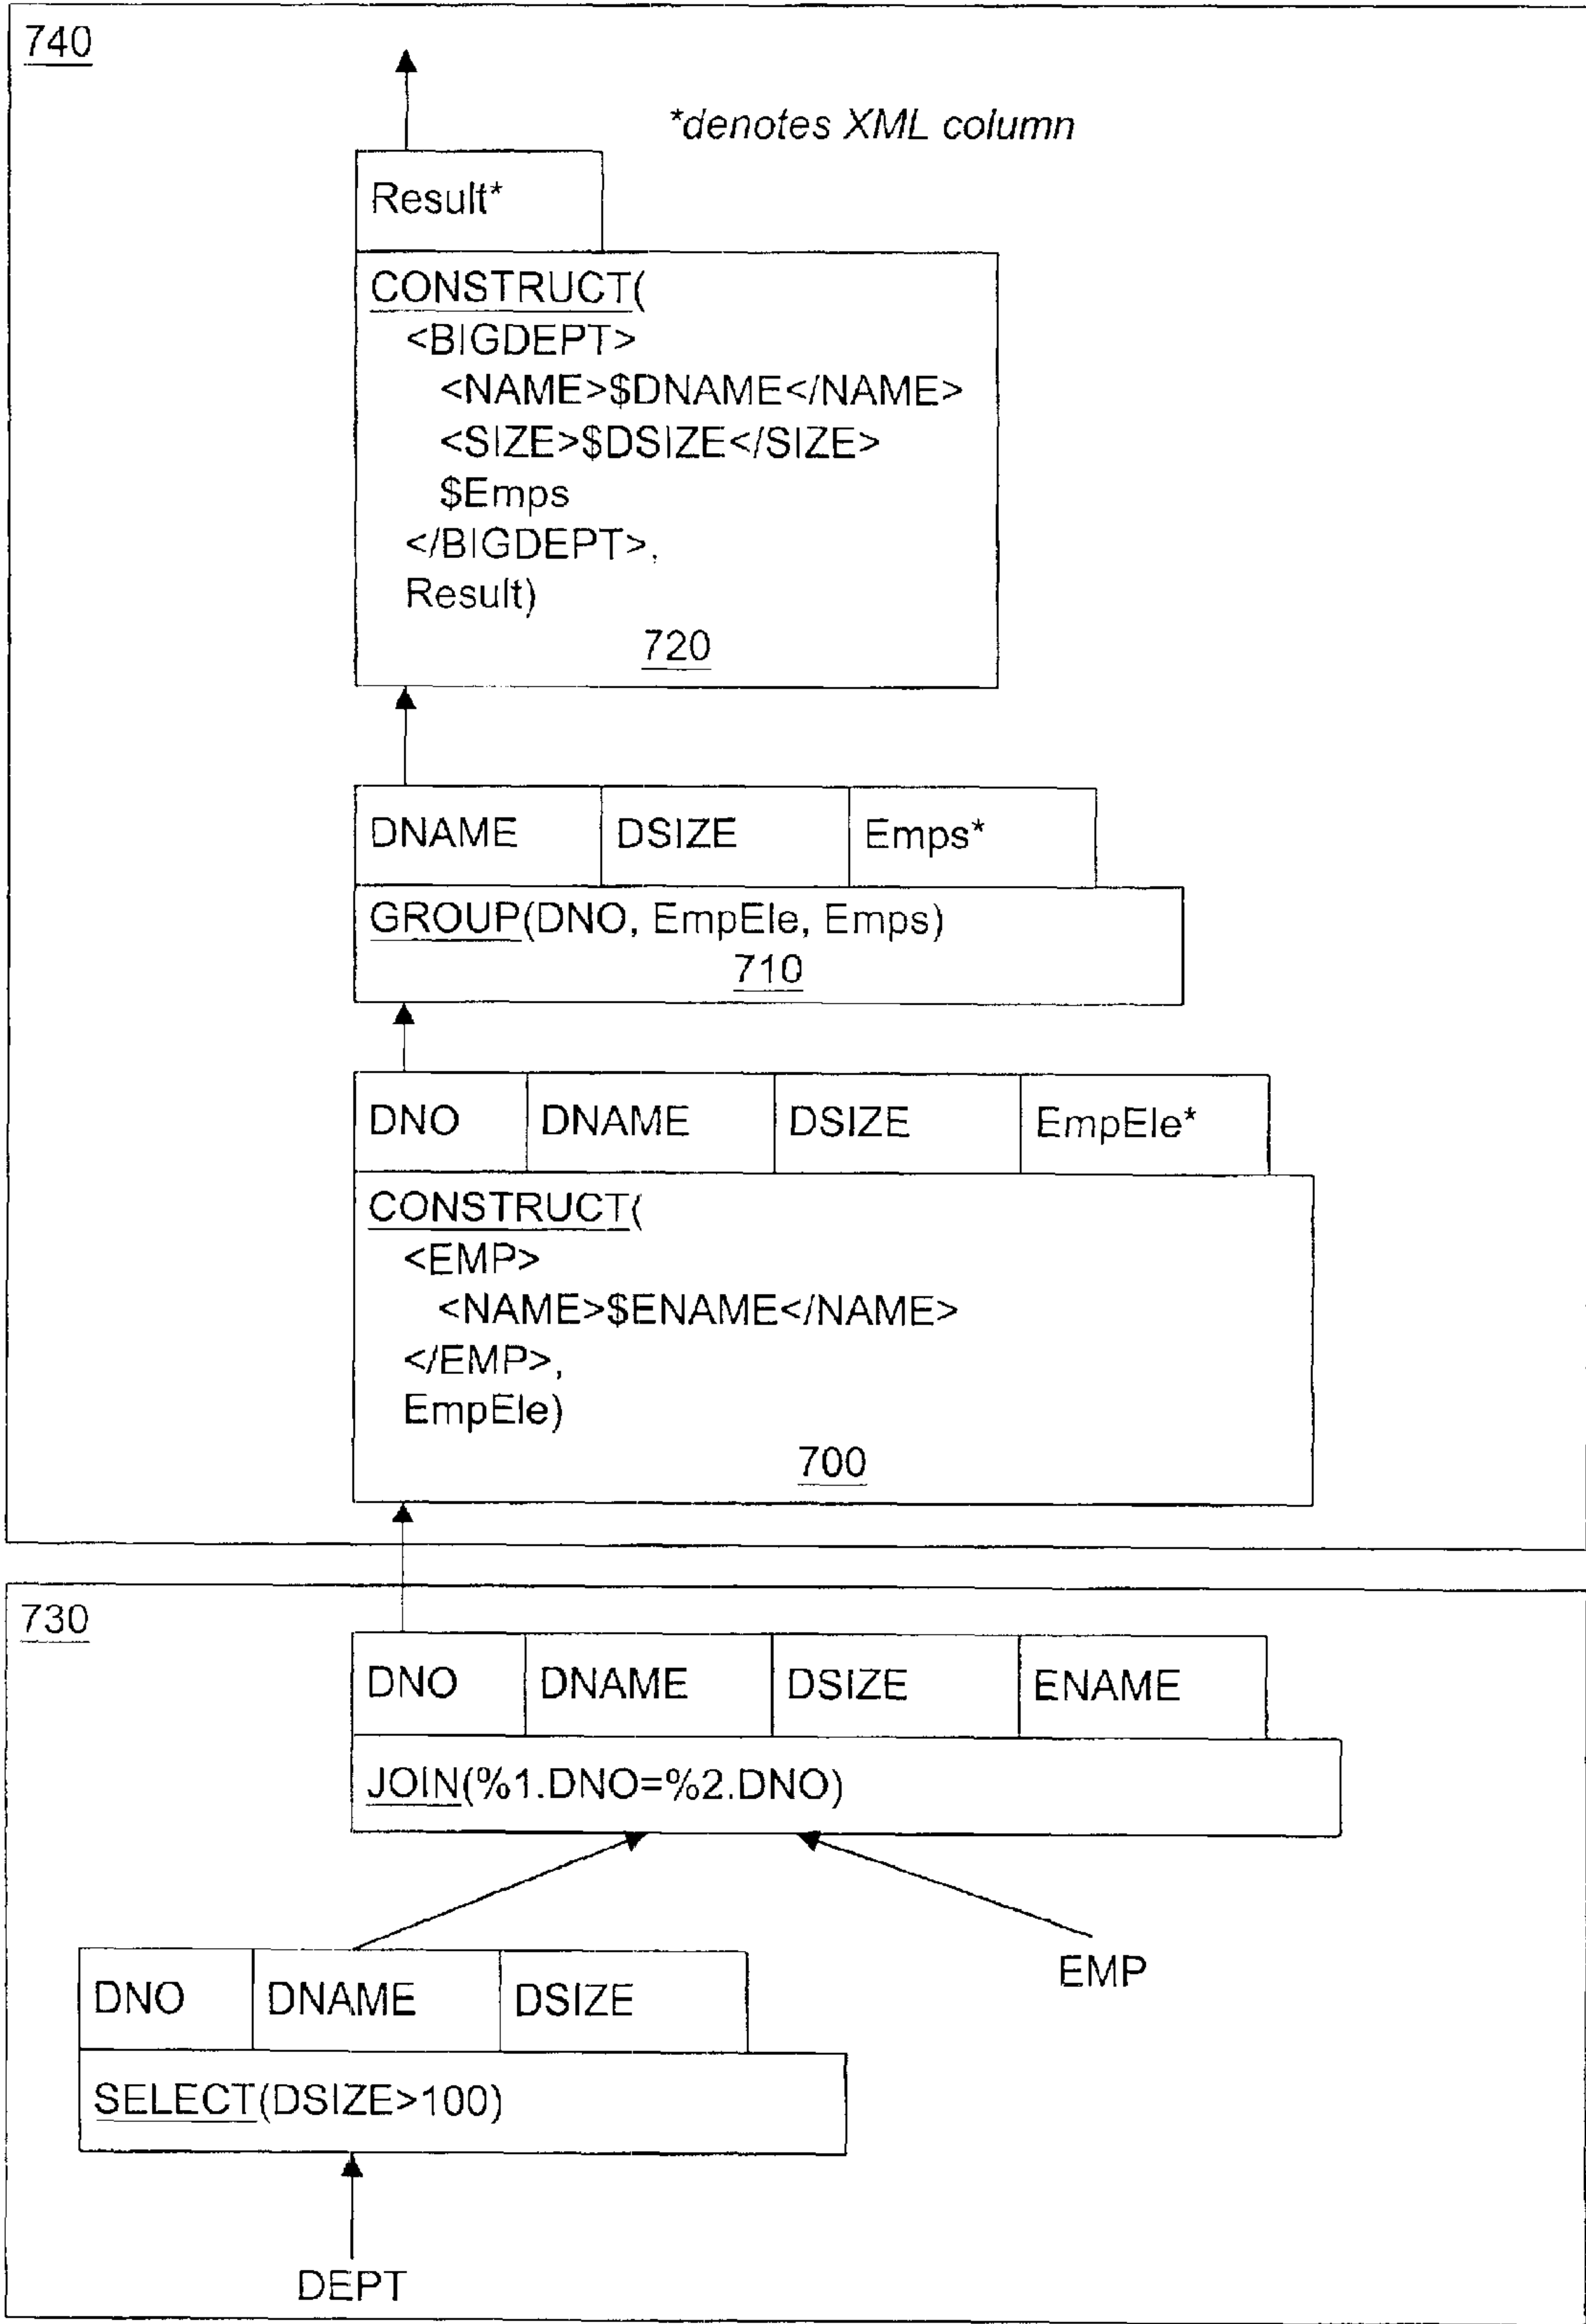 740
*denotes XML column
Result*
CONSTRUCT(
<BIGDEPT>
<NAME>$DNAME</NAME>
<SIZE>$DSIZE</SIZE>
$Emps
</BIGDEPT>,
Result)
720
DNAME DSIZE Emps*
GROUP(DNO, EmpEle, Emps)
710
DNO DNAME DSIZE EmpEle*
CONSTRUCT(
<EMP>
<NAME>$ENAME</NAME>
</EMP>,
EmpEle)
700
730
DNO DNAME DSIZE ENAME
JOIN(%1.DNO=%2.DNO)
EMP
DNO DNAME DSIZE
SELECT(DSIZE>100)
DEPT